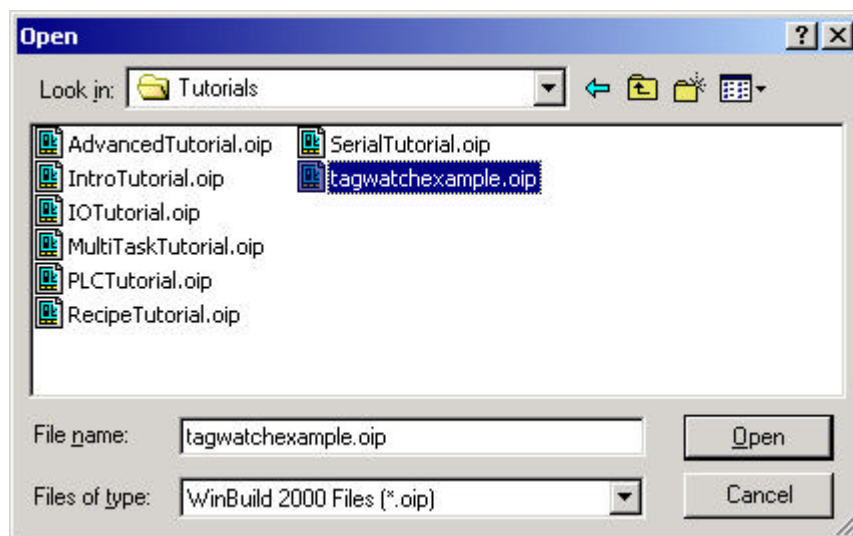 Open
Look in: Tutorials
AdvancedTutorial.oip
IntroTutorial.oip
IOTutorial.oip
MultiTaskTutorial.oip
PLCTutorial.oip
RecipeTutorial.oip
SerialTutorial.oip
tagwatchexample.oip
File name: tagwatchexample.oip
Open
Files of type: WinBuild 2000 Files (*.oip)
Cancel